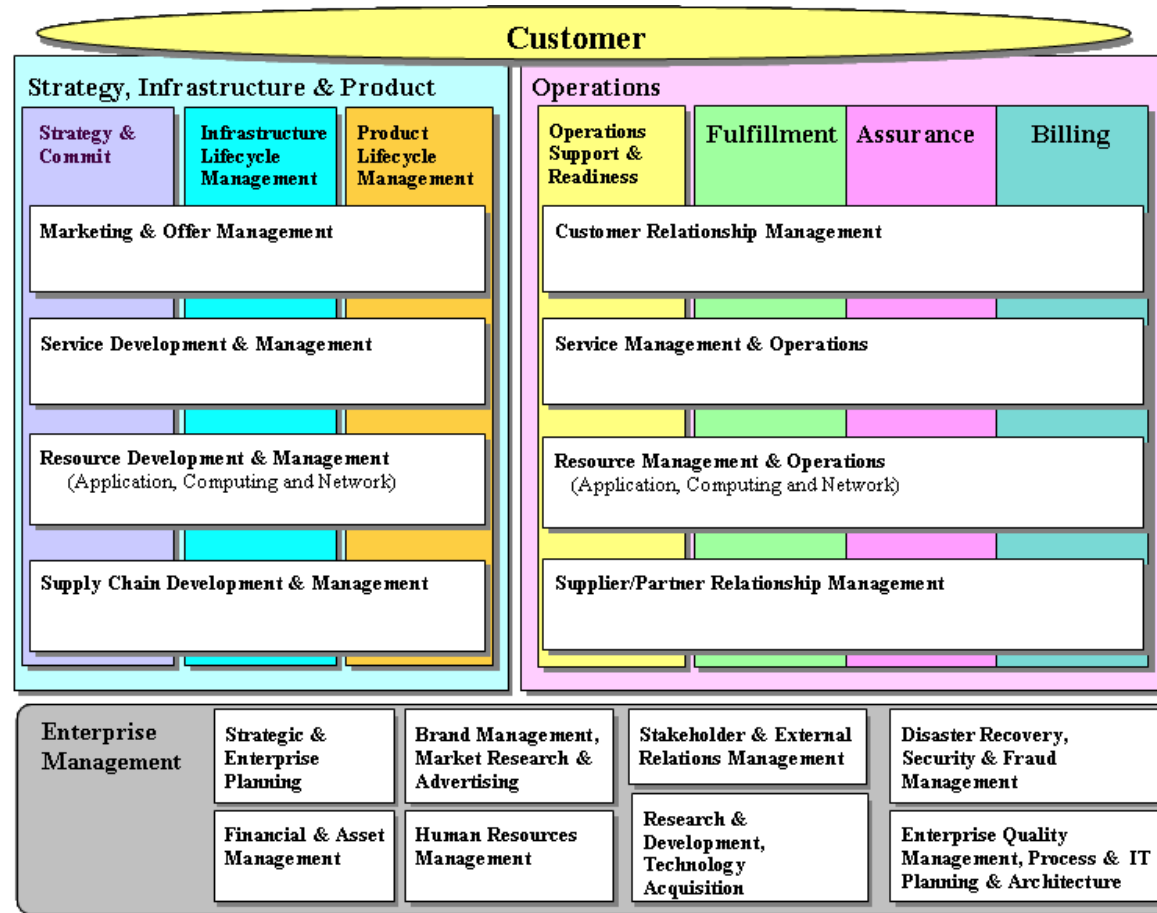 Customer
Strategy, Infrastructure & Product
Strategy &
Commit
Infrastructure
Lifecycle
Management
Product
Lifecycle
Management
Marketing & Offer Management
Service Development & Management
Resource Development & Management
(Application, Computing and Network)
Supply Chain Development & Management
Operations
Operations
Support &
Readiness
Fulfillment
Assurance
Billing
Customer Relationship Management
Service Management & Operations
Resource Management & Operations
(Application, Computing and Network)
Supplier/Partner Relationship Management
Enterprise
Management
Strategic &
Enterprise
Planning
Brand Management,
Market Research &
Advertising
Stakeholder & External
Relations Management
Disaster Recovery,
Security & Fraud
Management
Financial & Asset
Management
Human Resources
Management
Research &
Development,
Technology
Acquisition
Enterprise Quality
Management, Process & IT
Planning & Architecture